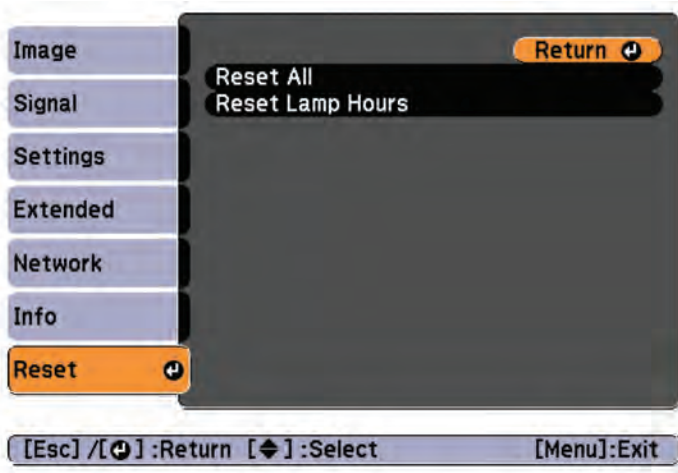 Image
Signal
Settings
Extended
Network
Info
Reset
Return
Reset All
Reset Lamp Hours
[Esc] /[ ] :Return [ ] :Select [Menu]:Exit